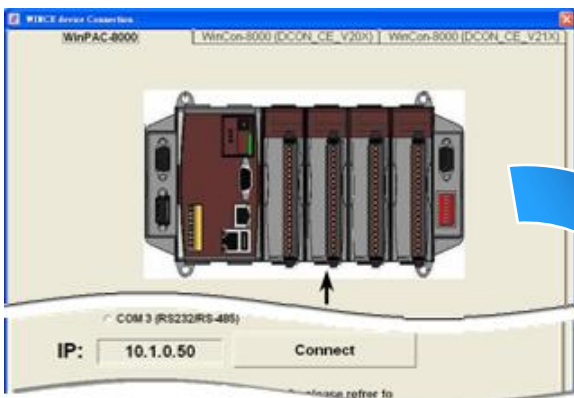 WINCE device Connection
WinPAC-8000 WinCon-8000 (DCON_CE_V20X) WinCon-8000 (DCON_CE_V21X)
COM 3 (RS232/RS-485)
IP: 10.1.0.50 Connect
please refrer to